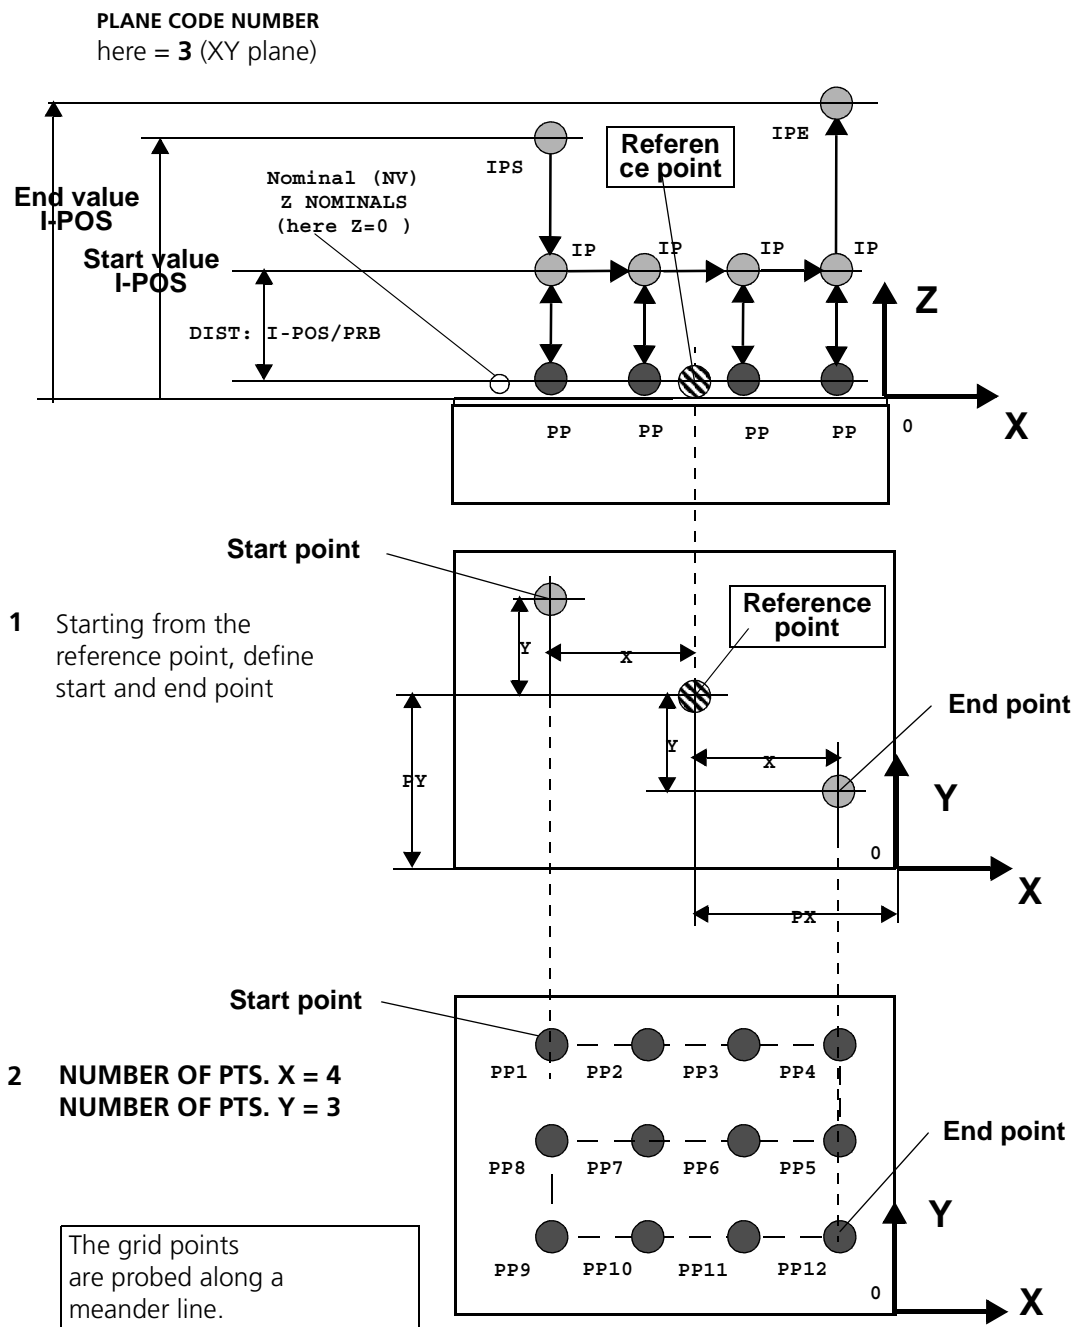 PLANE CODE NUMBER
here = 3 (XY plane)
IPE
Referen
ce point
IPS
Nominal (NV)
Z NOMINALS
(here Z=0 )
End value
I-POS
Start value
I-POS
IP
IP
IP
IP
Z
DIST: I-POS/PRB
X
PP
PP
PP
PP
0
Start point
Reference
point
1 Starting from the
reference point, define
start and end point
Y
X
End point
Y
X
PY
Y
0
X
PX
Start point
2 NUMBER OF PTS. X = 4
NUMBER OF PTS. Y = 3
PP1
PP2
PP3
PP4
End point
PP8
PP7
PP6
PP5
Y
PP9
PP10
PP11
PP12
0
X
The grid points
are probed along a
meander line.